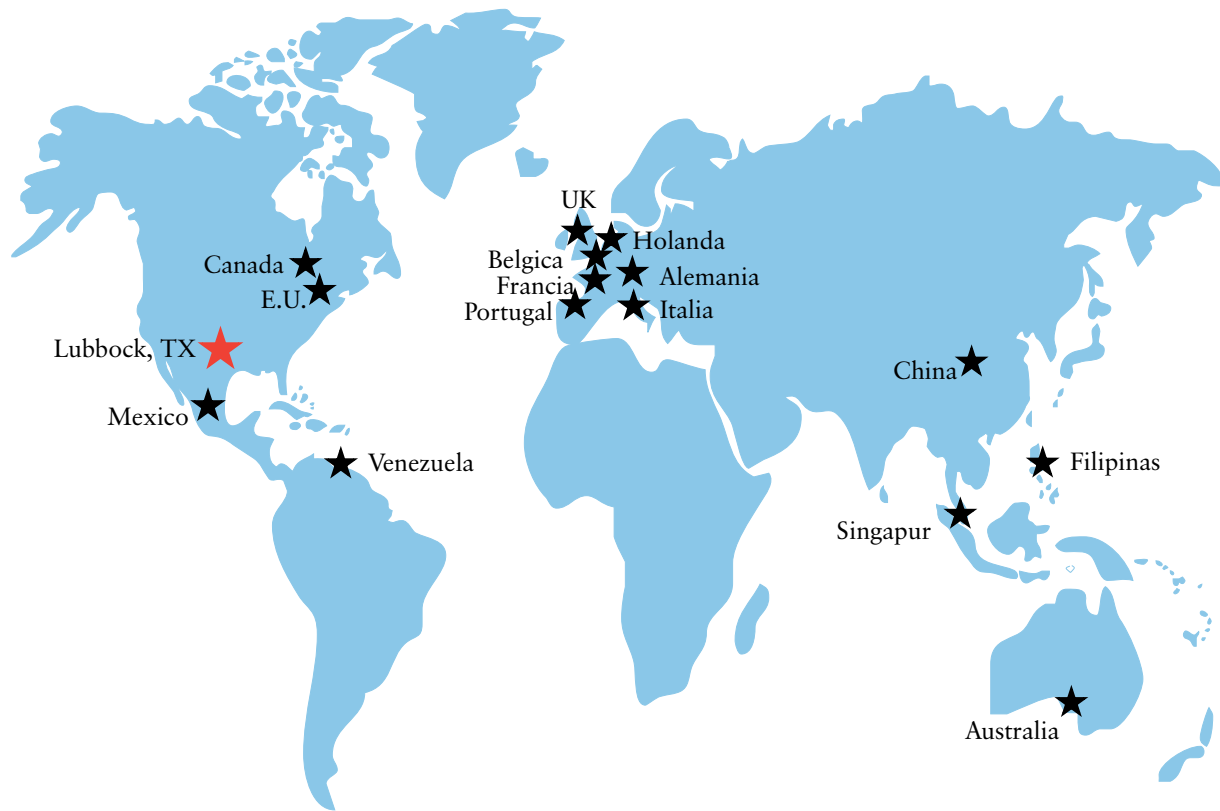 UK
Holanda
Belgica
Canada
Alemania
Francia
E.U.
Portugal
Italia
Lubbock, TX
China
Mexico
Venezuela
Filipinas
Singapur
Australia